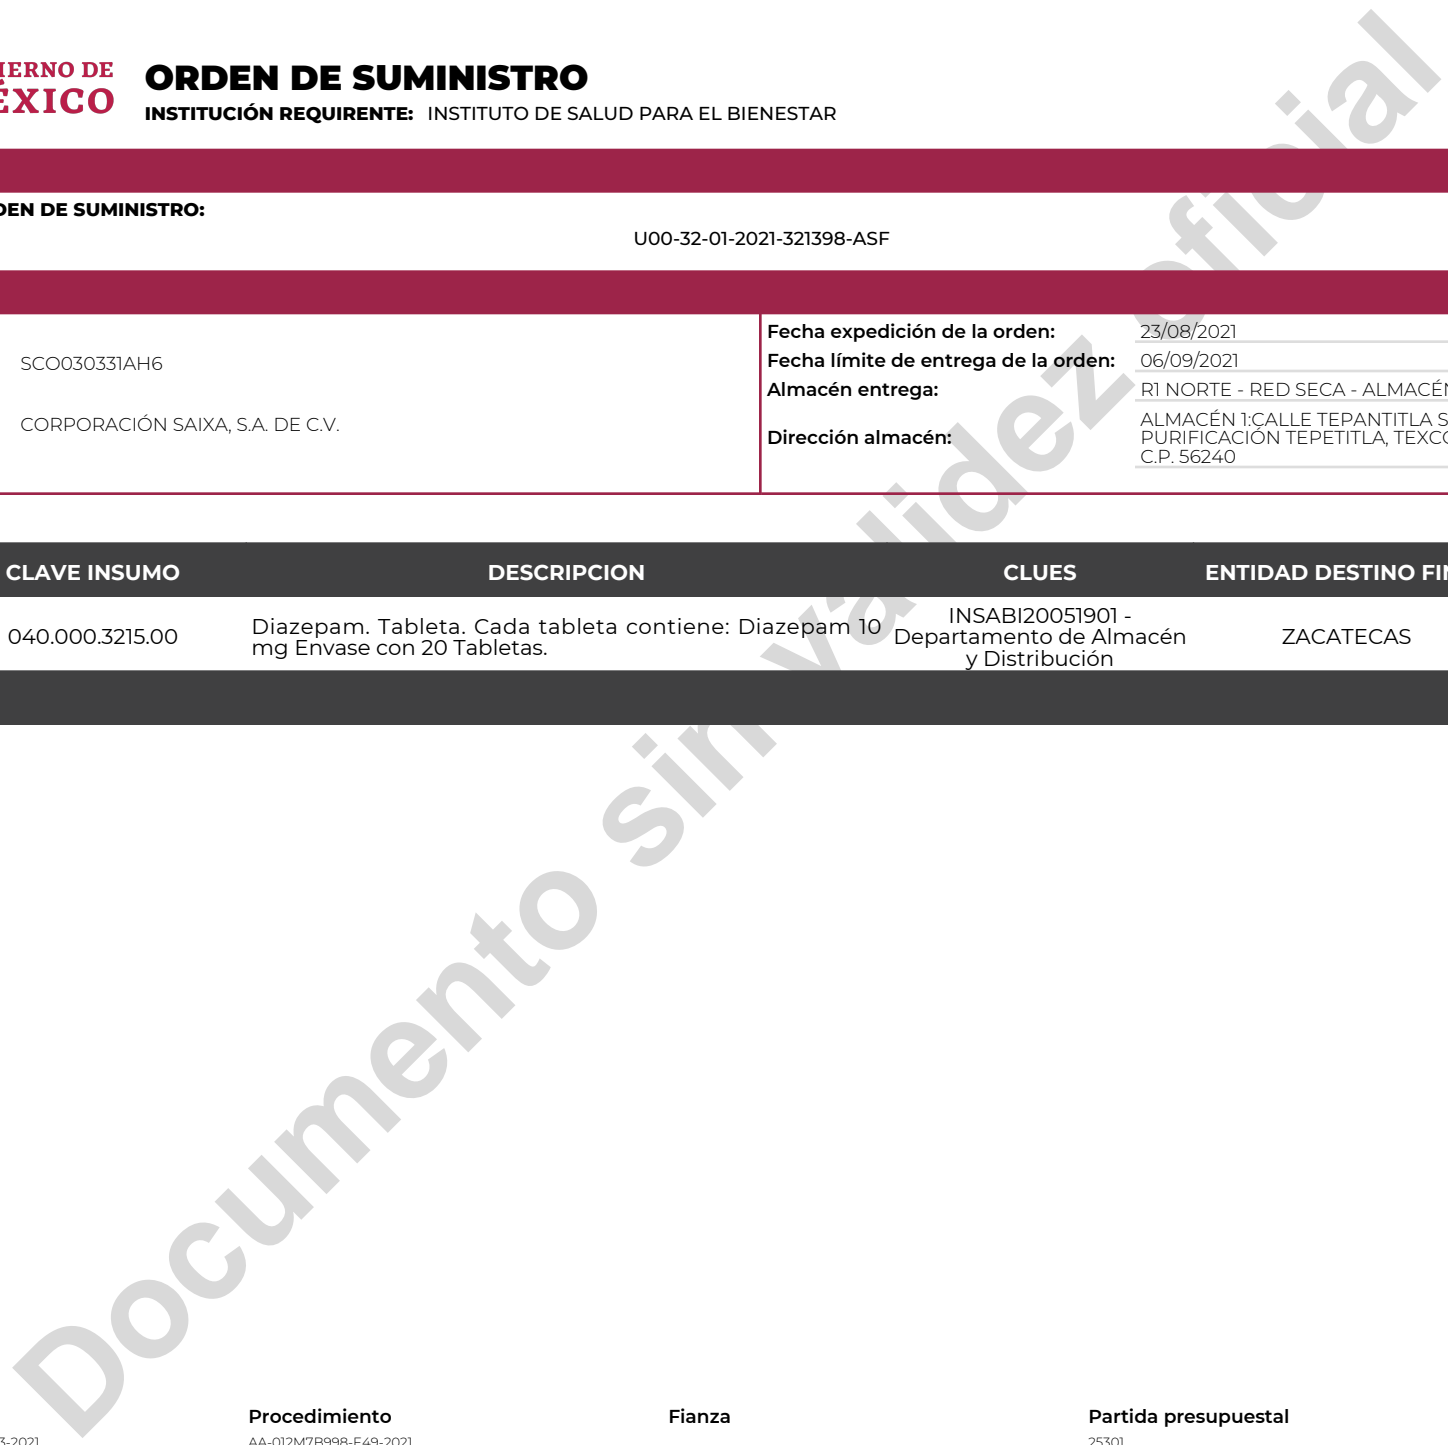 IERNO DE
ÉXICO
ORDEN DE SUMINISTRO
INSTITUCIÓN REQUIRENTE: INSTITUTO DE SALUD PARA EL BIENESTAR
DEN DE SUMINISTRO:
U00-32-01-2021-321398-ASF
SCO030331AH6
CORPORACIÓN SAIXA, S.A. DE C.V.
Fecha expedición de la orden: 23/08/2021
Fecha límite de entrega de la orden: 06/09/2021
Almacén entrega: R1 NORTE - RED SECA - ALMACÉN
Dirección almacén: ALMACÉN 1:CALLE TEPANTITLA S
PURIFICACIÓN TEPETITLA, TEXCO
C.P. 56240
CLAVE INSUMO DESCRIPCION CLUES ENTIDAD DESTINO FIN
040.000.3215.00
Diazepam. Tableta. Cada tableta contiene: Diazepam 10
mg Envase con 20 Tabletas.
INSABI20051901 -
Departamento de Almacén
y Distribución
ZACATECAS
Documento sin validez oficial
Procedimiento Fianza Partida presupuestal
3-2021 AA-012M7B998-E49-2021 25301